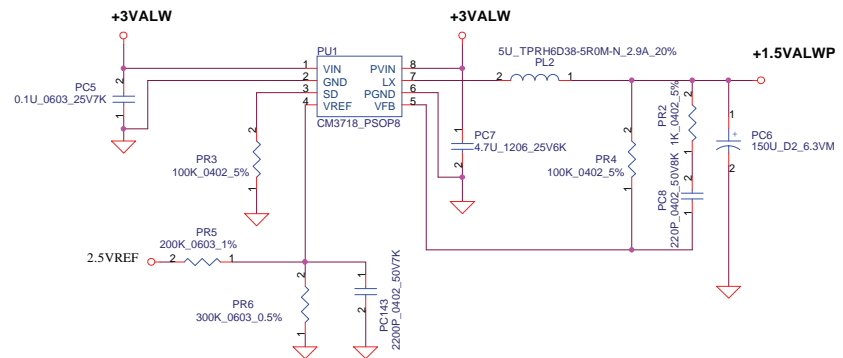 +3VALW
+3VALW
PU1
5U_TPRH6D38-5R0M-N_2.9A_20%
PL2
+1.5VALWP
1 VIN PVIN 8
2 GND LX 7
3 SD PGND 6
4 VREF VFB 5
CM3718_PSOP8
2 1
2
PC5
0.1U_0603_25V7K
1
1
PC7
4.7U_1206_25V6K
2
2
PR3
100K_0402_5%
1
2
PR4
100K_0402_5%
1
2
PR2 1K_0402_5%
1
2
PC8
220P_0402_50V8K
1
1
+
PC6
150U_D2_6.3VM
2
PR5
200K_0603_1%
2.5VREF 2 1
2
PR6
300K_0603_0.5%
1
1
PC143
2200P_0402_50V7K
2